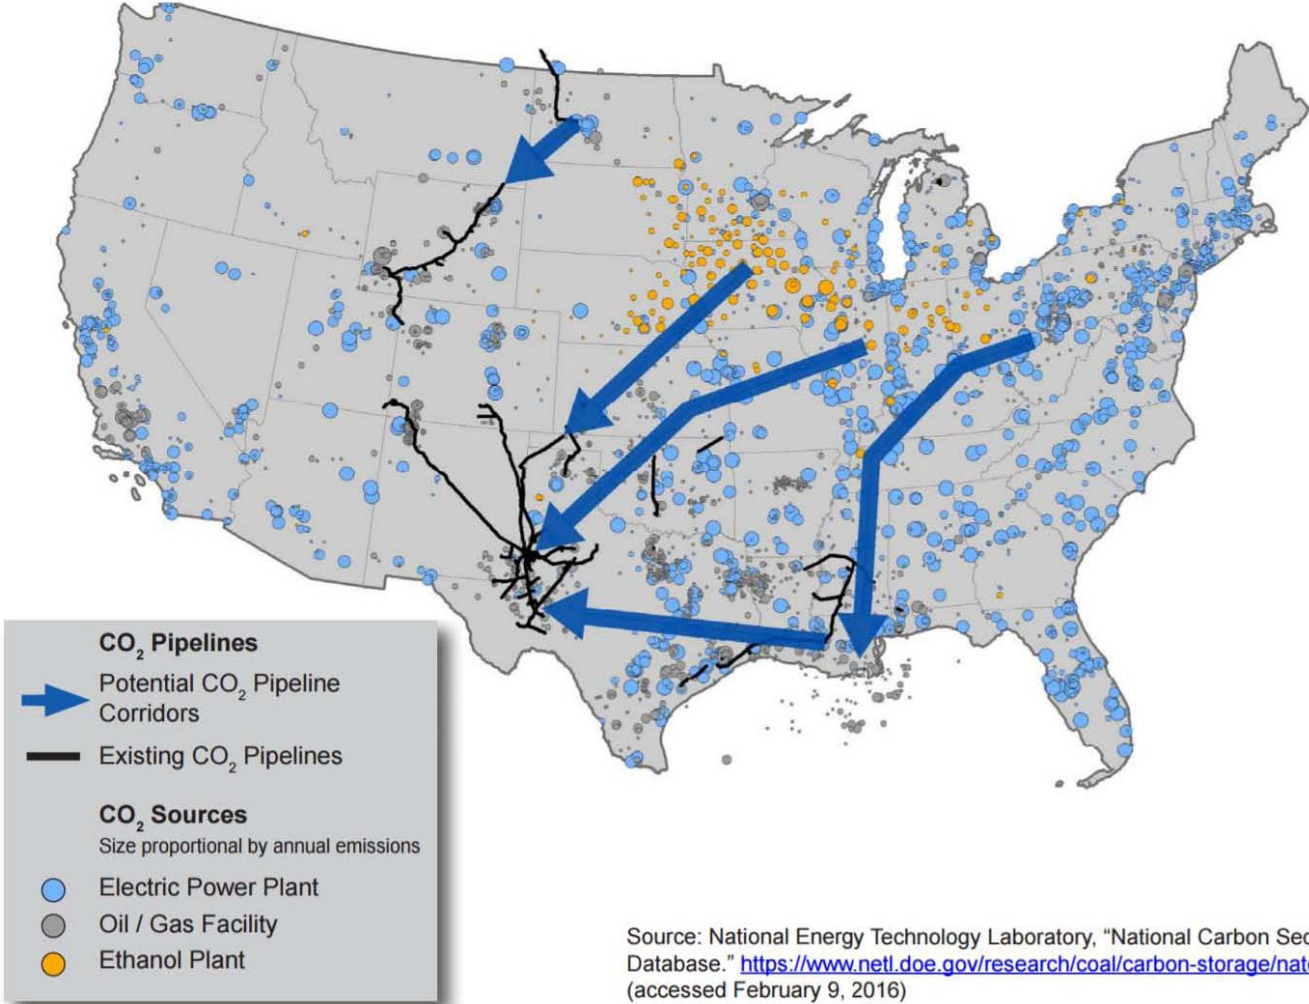 CO₂ Pipelines
Potential CO₂ Pipeline
Corridors
Existing CO₂ Pipelines
CO₂ Sources
Size proportional by annual emissions
Electric Power Plant
Oil / Gas Facility
Ethanol Plant
Source: National Energy Technology Laboratory, “National Carbon Sec
Database.” https://www.netl.doe.gov/research/coal/carbon-storage/nat
(accessed February 9, 2016)